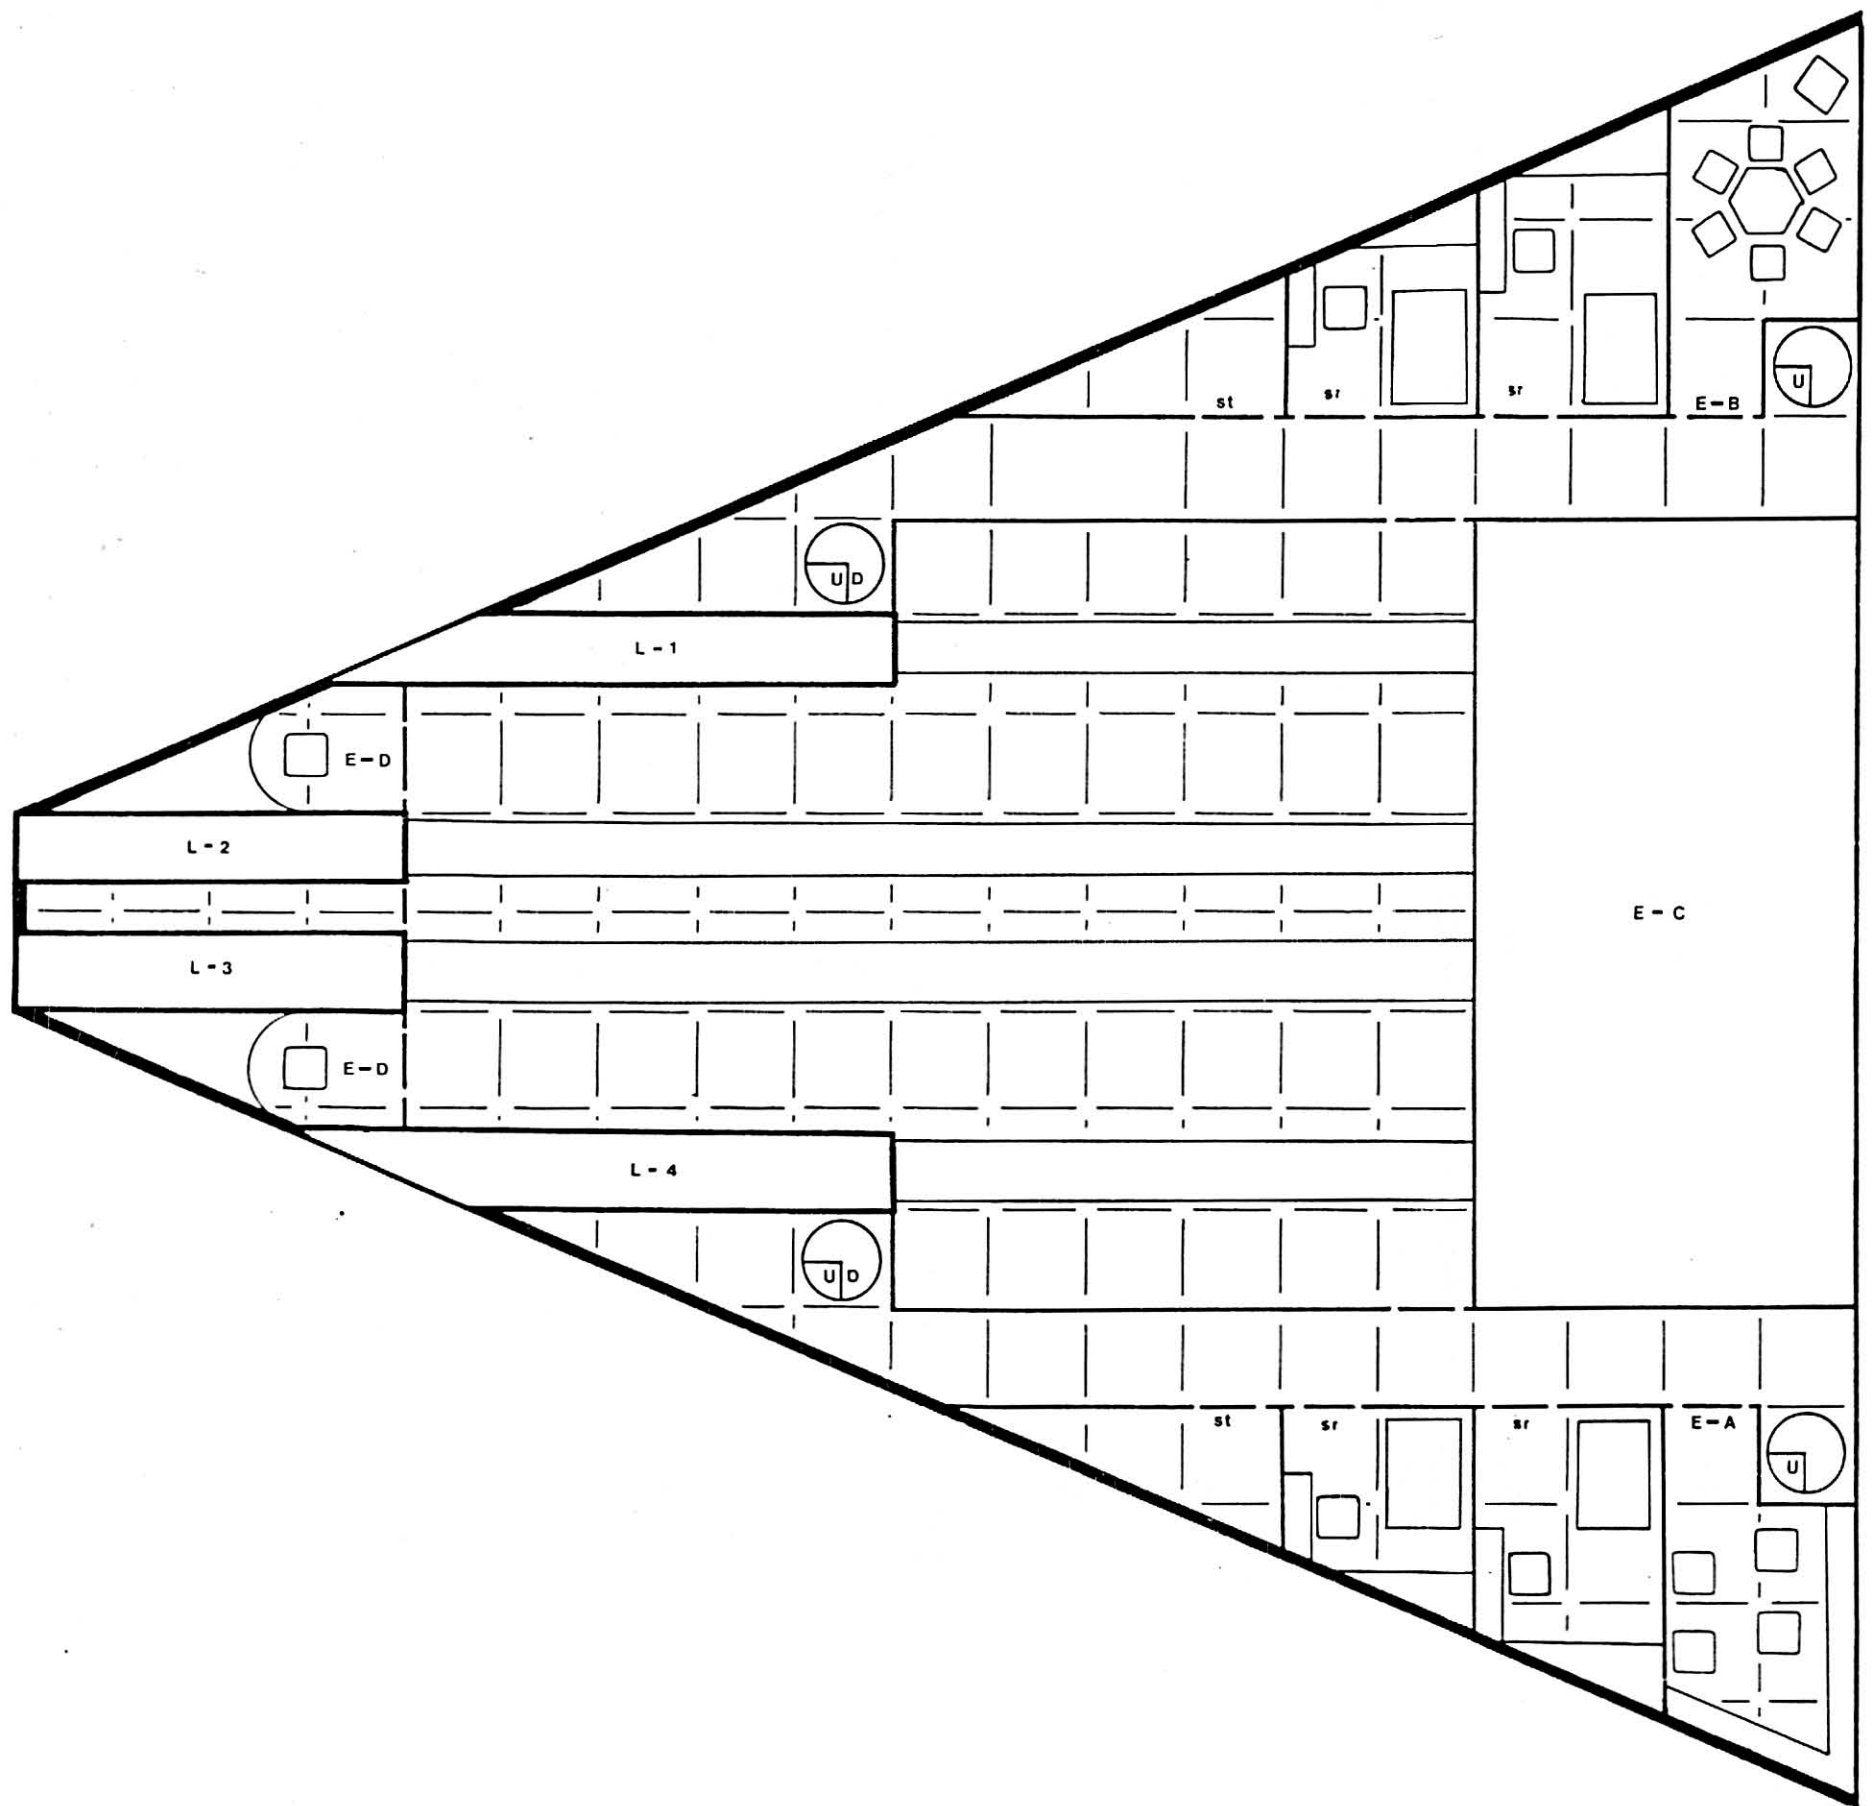 U
st
sr
sr
E-B
U D
L - 1
E-D
L - 2
E - C
L - 3
E-D
L - 4
U D
st
sr
sr
E-A
U